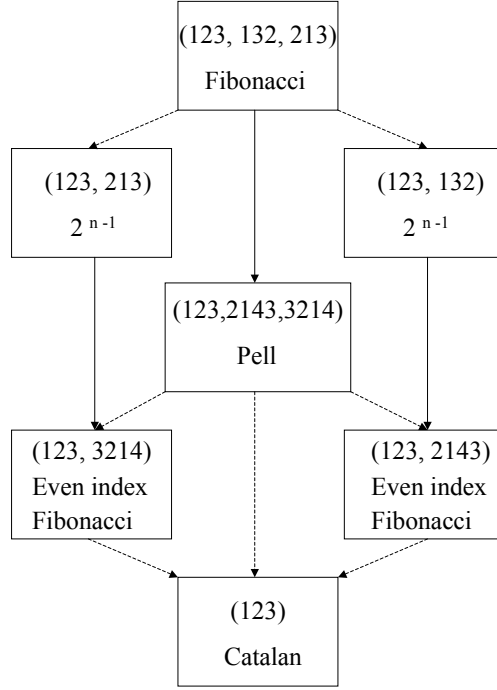 (123, 132, 213)
Fibonacci
(123, 213)
2 n -1
(123, 132)
2 n -1
(123,2143,3214)
Pell
(123, 3214)
Even index
Fibonacci
(123, 2143)
Even index
Fibonacci
(123)
Catalan